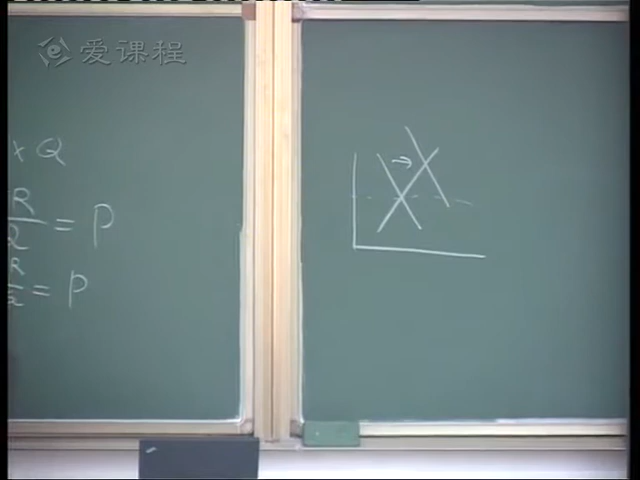 爱课程
× Q
R/Q = P
R/Q = P